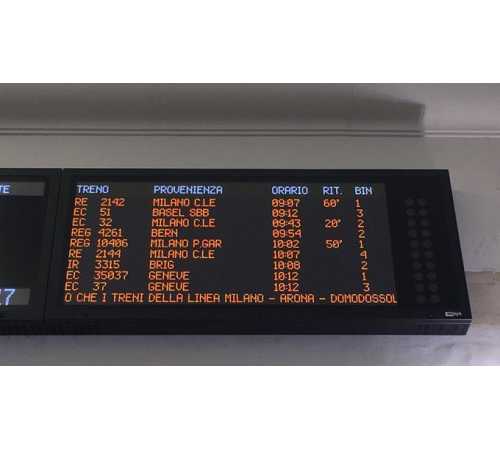 TE
TRENO PROVENIENZA ORARIO RIT. BIN
RE 2142 MILANO C.LE 09:07 60' 1
EC 51 BASEL SBB 09:12 3
EC 32 MILANO C.LE 09:43 20' 2
REG 4261 BERN 09:54 2
REG 10406 MILANO P.GAR 10:02 50' 1
RE 2144 MILANO C.LE 10:07 4
IR 3315 BRIG 10:08 2
EC 35037 GENEVE 10:12 1
EC 37 GENEVE 10:12 3
O CHE I TRENI DELLA LINEA MILANO - ARONA - DOMODOSSOL